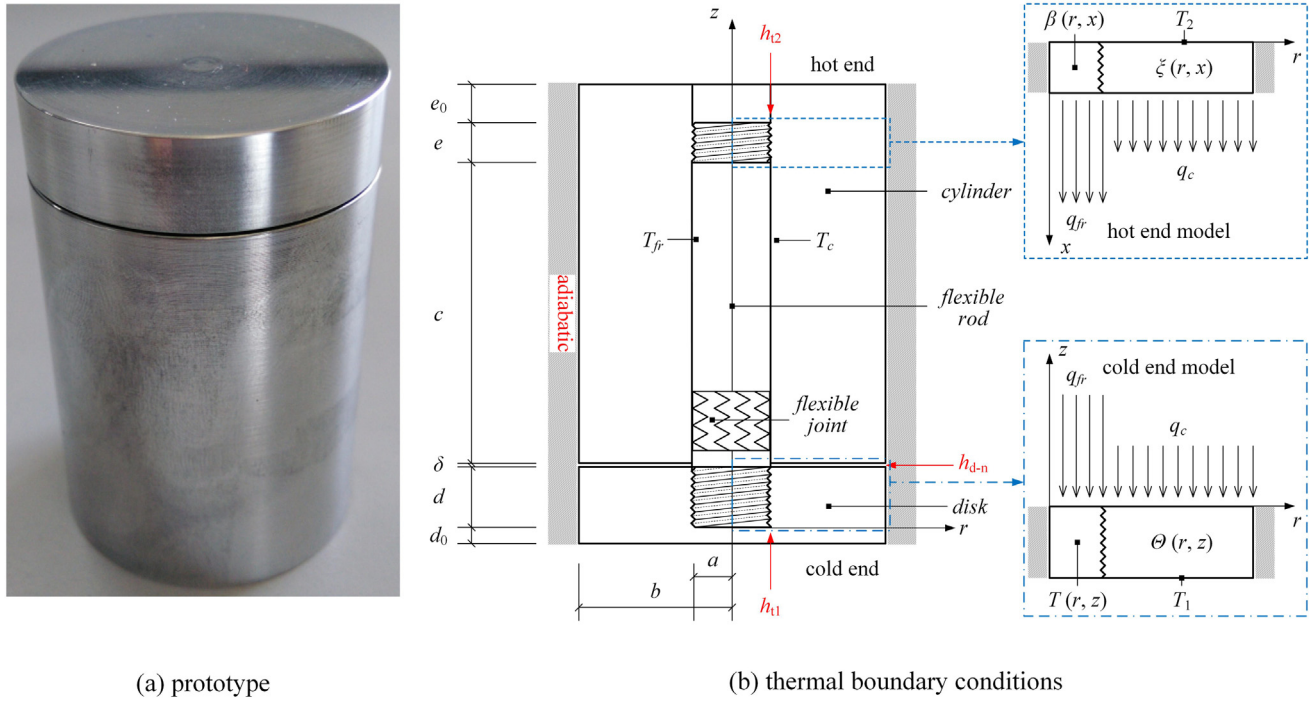 z
h_t2
hot end
e_0
e
c
δ
d
d_0
adiabatic
T_fr
T_c
cylinder
flexible
rod
flexible
joint
h_d-n
disk
r
a
b
h_t1
cold end
β (r, x)
T_2
r
ξ (r, x)
q_c
q_fr
x
hot end model
z
cold end model
q_fr
q_c
r
Θ (r, z)
T (r, z)
T_1
(a) prototype
(b) thermal boundary conditions